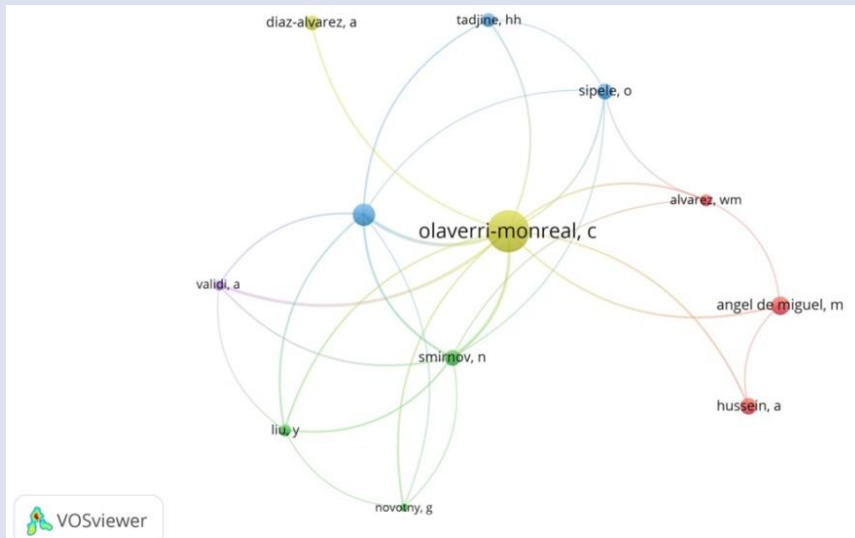 diaz-alvarez, a
tadjine, hh
sipele, o
alvarez, wm
olaverri-monreal, c
validi, a
angel de miguel, m
smirnov, n
hussein, a
liu, y
novotny, g
VOSviewer